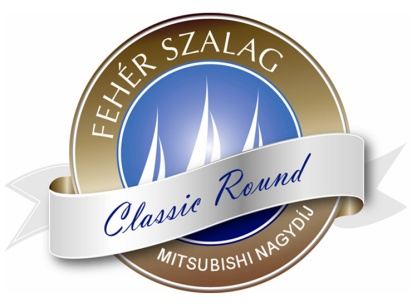 FEHÉR SZALAG
Classic Round
MITSUBISHI NAGYDÍJ